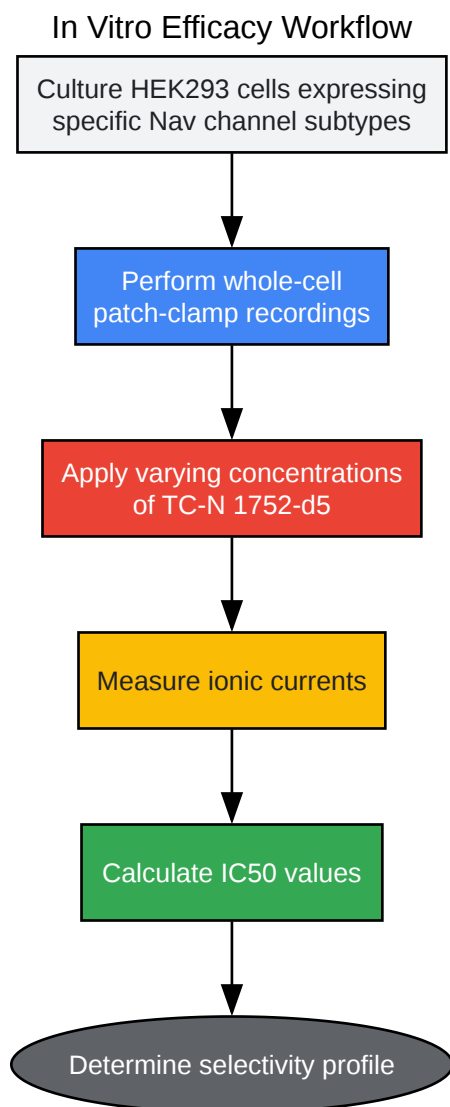 In Vitro Efficacy Workflow
Culture HEK293 cells expressing
specific Nav channel subtypes
Perform whole-cell
patch-clamp recordings
Apply varying concentrations
of TC-N 1752-d5
Measure ionic currents
Calculate IC50 values
Determine selectivity profile